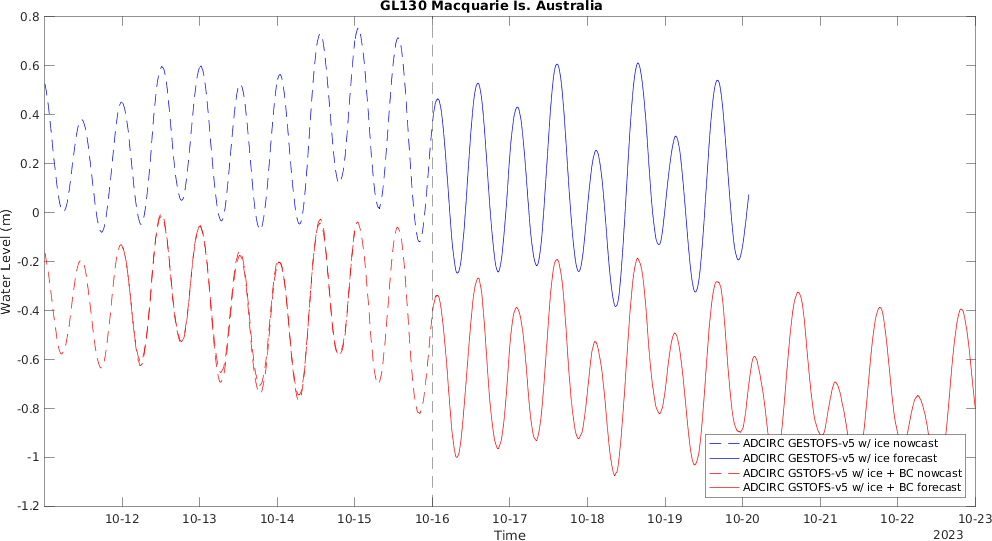 GL130 Macquarie Is. Australia
Water Level (m)
0.8
0.6
0.4
0.2
0
-0.2
-0.4
-0.6
-0.8
-1
-1.2
ADCIRC GESTOFS-v5 w/ ice nowcast
ADCIRC GESTOFS-v5 w/ ice forecast
ADCIRC GSTOFS-v5 w/ ice + BC nowcast
ADCIRC GSTOFS-v5 w/ ice + BC forecast
10-12 10-13 10-14 10-15 10-16 10-17 10-18 10-19 10-20 10-21 10-22 10-23
Time
2023